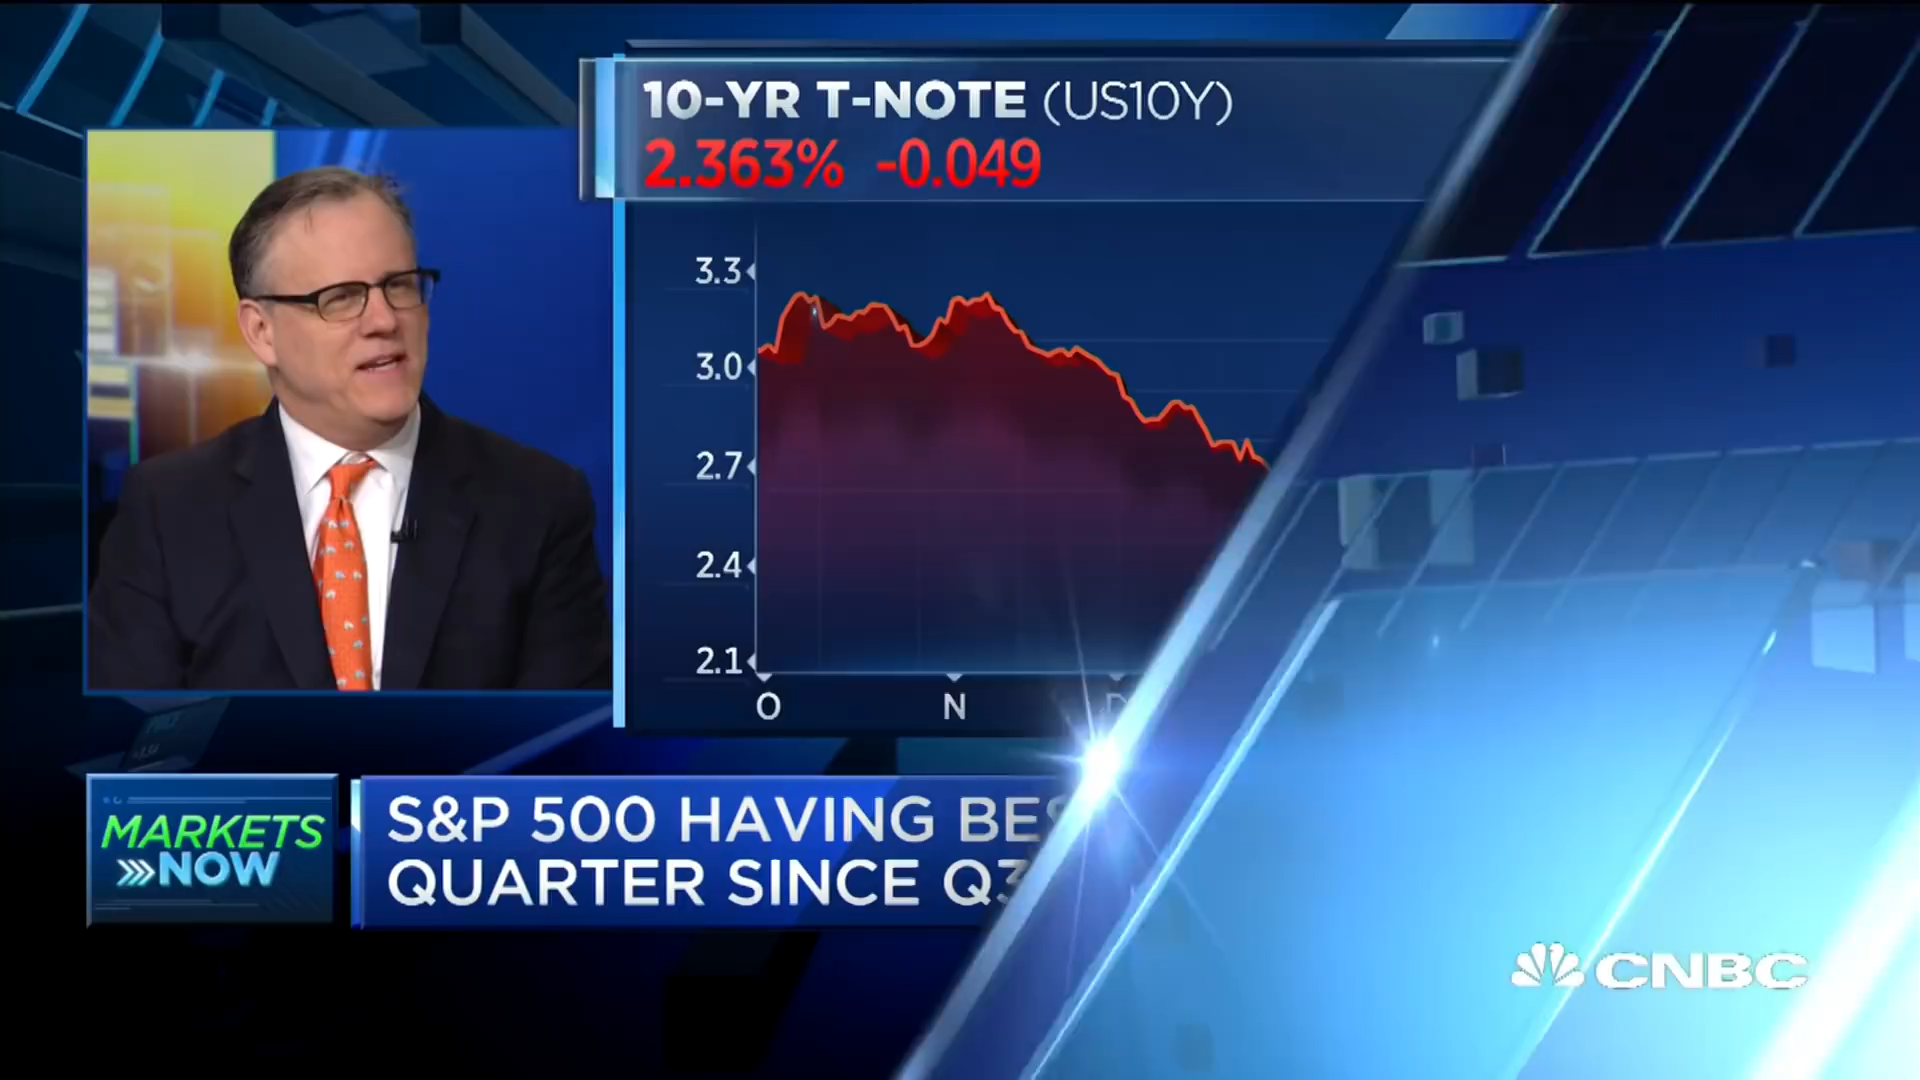 10-YR T-NOTE (US10Y)
2.363% -0.049
3.3
3.0
2.7
2.4
2.1
O N
MARKETS
NOW
S&P 500 HAVING
QUARTER SINCE
CNBC